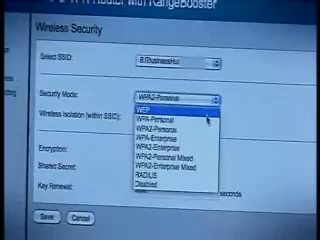 Router with RangeBooster
Wireless Security
Select SSID:
BTBusinessHub
Security Mode:
WPA2-Personal
Wireless Isolation (within SSID):
WEP
WPA-Personal
WPA2-Personal
WPA-Enterprise
WPA2-Enterprise
WPA2-Personal Mixed
WPA2-Enterprise Mixed
RADIUS
Disabled
Encryption:
Shared Secret:
Key Renewal:
seconds
Save
Cancel